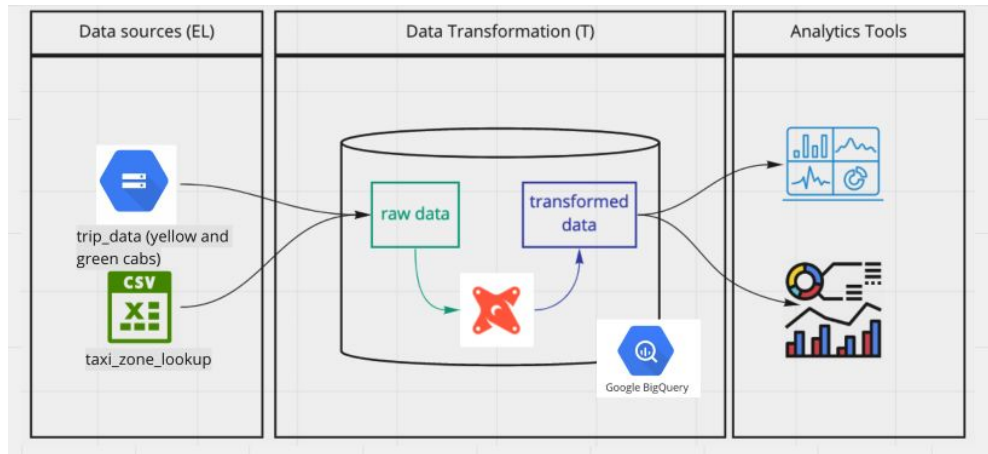 Data sources (EL)
Data Transformation (T)
Analytics Tools
trip_data (yellow and
green cabs)
CSV
X
taxi_zone_lookup
raw data
transformed
data
Google BigQuery